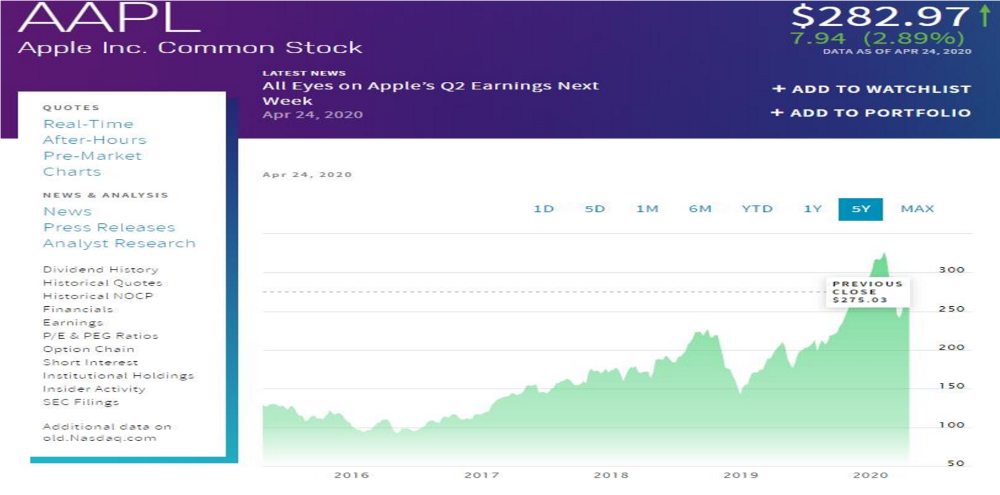 AAPL
Apple Inc. Common Stock
$282.97
7.94 (2.89%)
DATA AS OF APR 24, 2020
LATEST NEWS
All Eyes on Apple’s Q2 Earnings Next
Week
Apr 24, 2020
+ ADD TO WATCHLIST
+ ADD TO PORTFOLIO
QUOTES
Real-Time
After-Hours
Pre-Market
Charts
NEWS & ANALYSIS
News
Press Releases
Analyst Research
Dividend History
Historical Quotes
Historical NOCP
Financials
Earnings
P/E & PEG Ratios
Option Chain
Short Interest
Institutional Holdings
Insider Activity
SEC Filings
Additional data on
old.Nasdaq.com
Apr 24, 2020
1D 5D 1M 6M YTD 1Y 5Y MAX
300
PREVIOUS
CLOSE
$275.03
250
200
150
100
50
2016 2017 2018 2019 2020